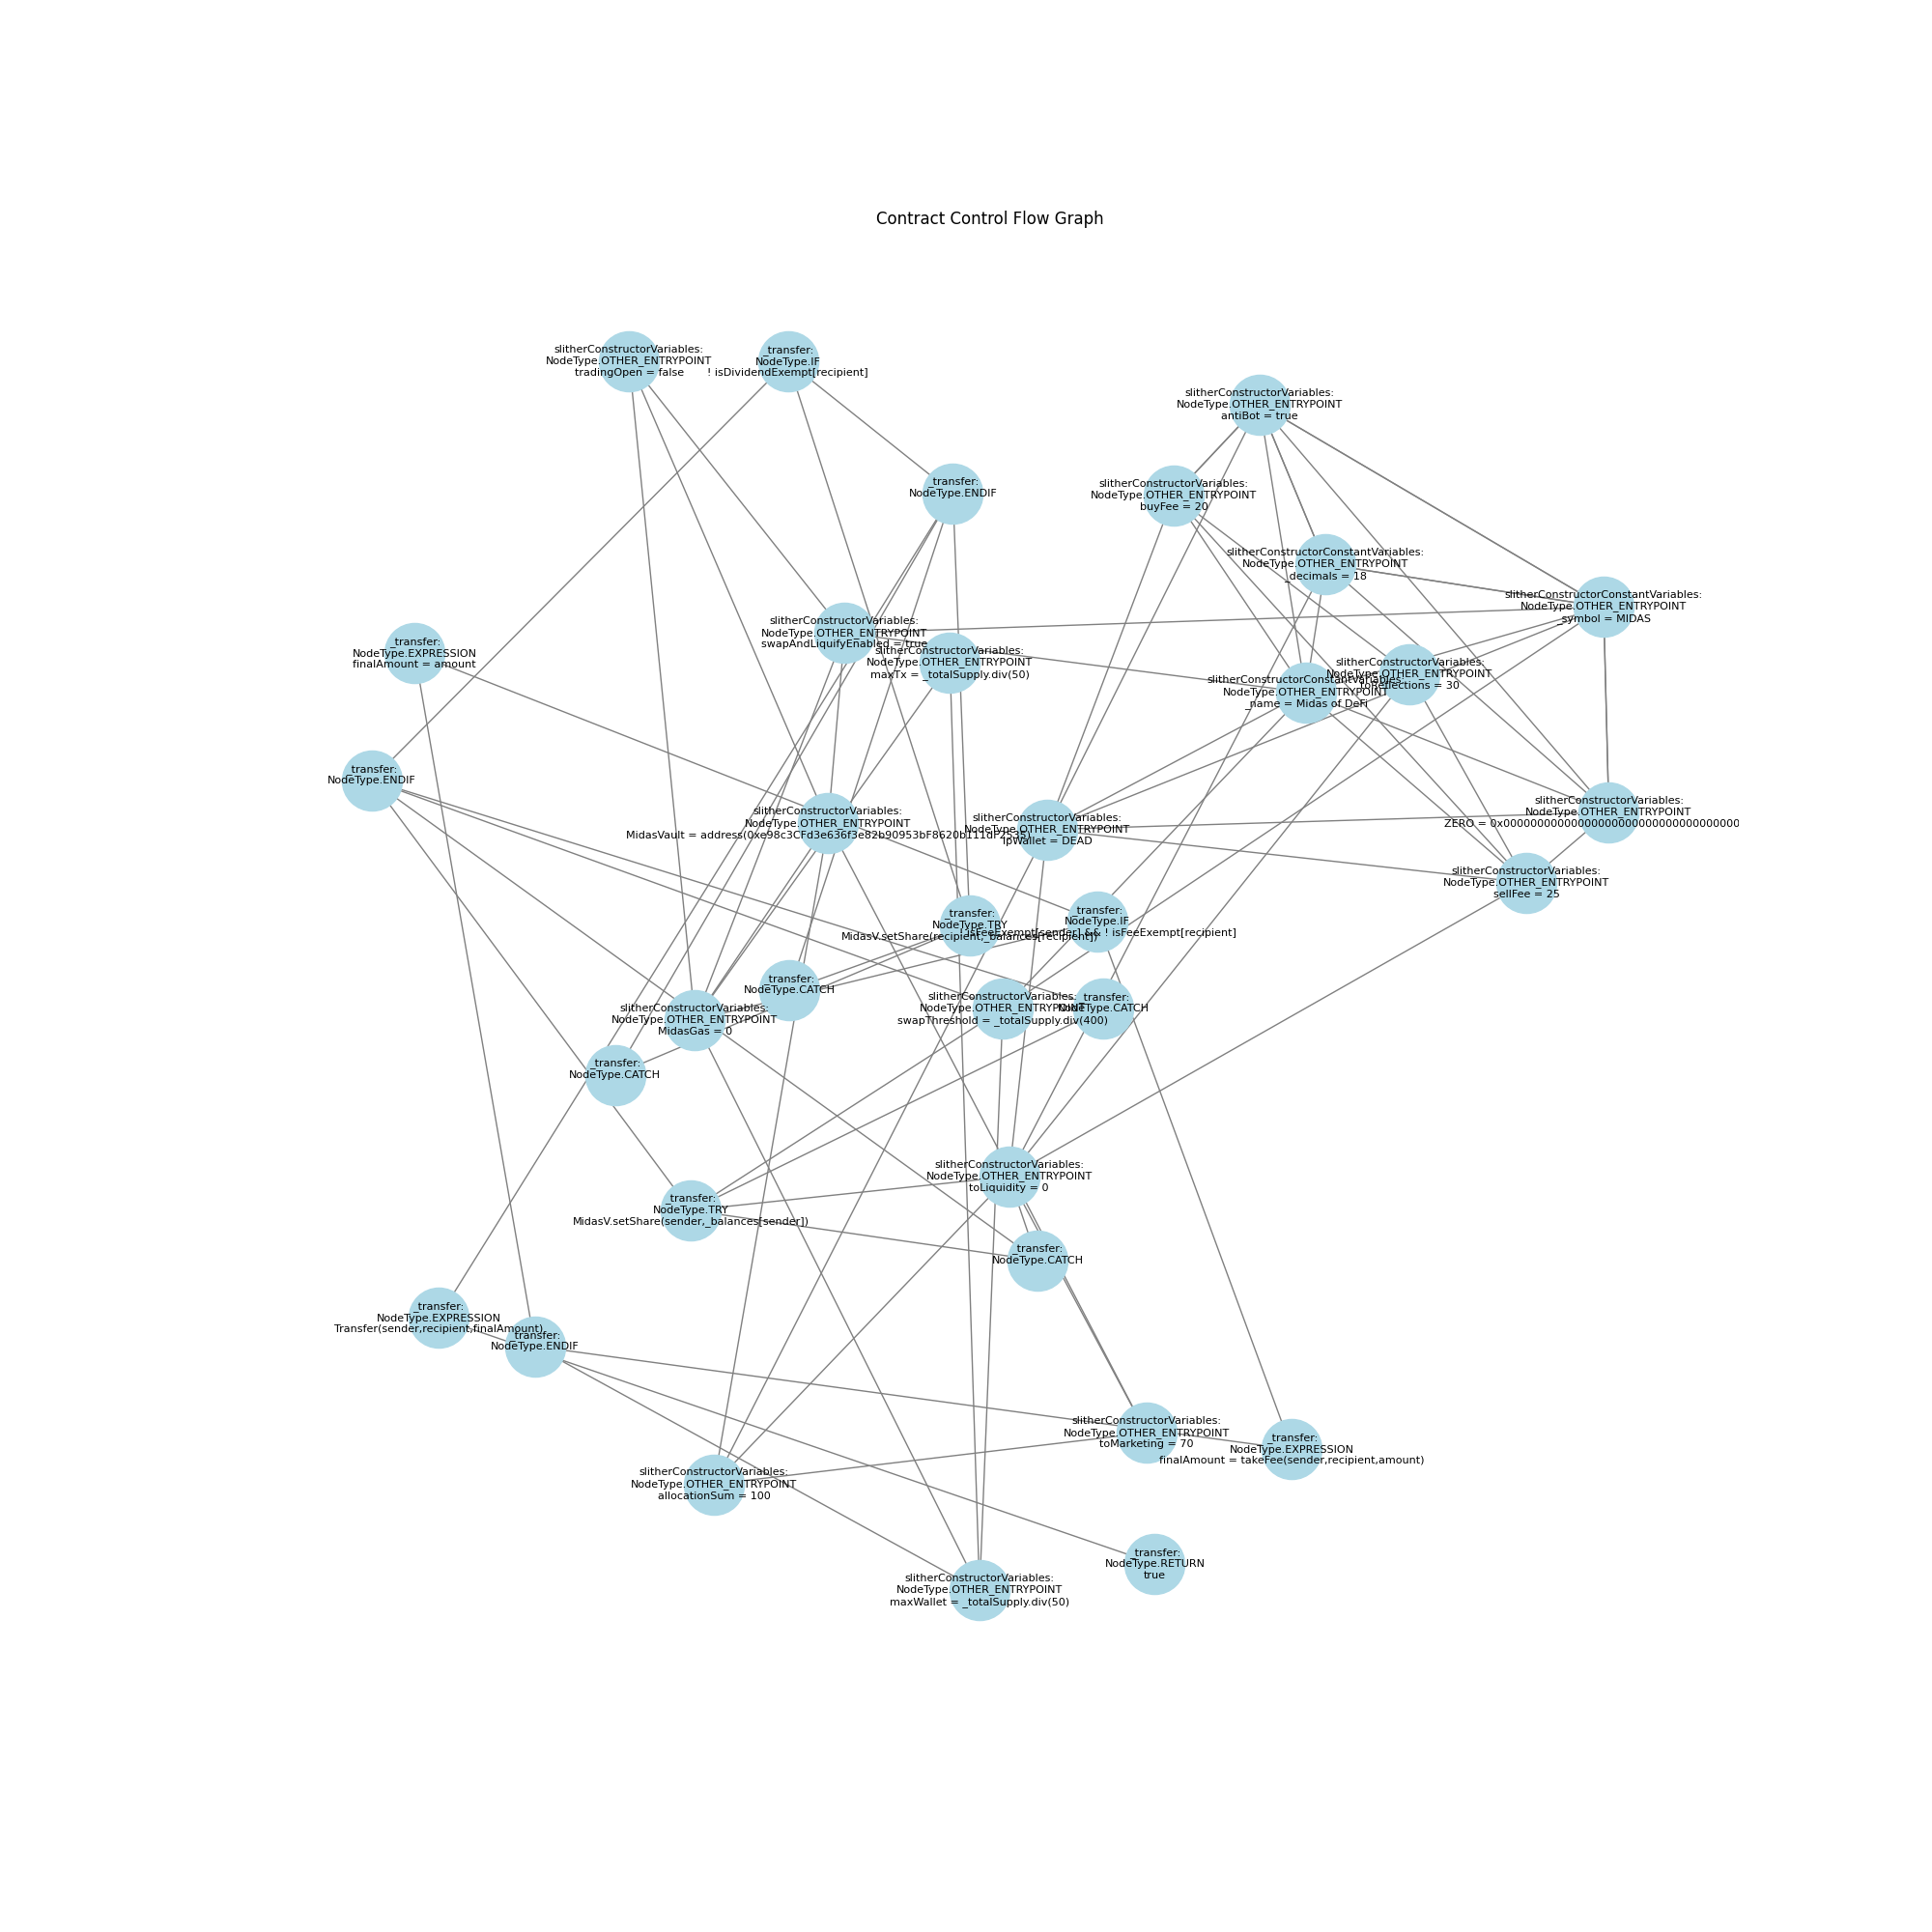 Contract Control Flow Graph
slitherConstructorVariables:
NodeType.OTHER_ENTRYPOINT
tradingOpen = false
_transfer:
NodeType.IF
! isDividendExempt[recipient]
slitherConstructorVariables:
NodeType.OTHER_ENTRYPOINT
antiBot = true
_transfer:
NodeType.ENDIF
slitherConstructorVariables:
NodeType.OTHER_ENTRYPOINT
buyFee = 20
slitherConstructorConstantVariables:
NodeType.OTHER_ENTRYPOINT
_decimals = 18
slitherConstructorConstantVariables:
NodeType.OTHER_ENTRYPOINT
_symbol = MIDAS
slitherConstructorVariables:
NodeType.OTHER_ENTRYPOINT
swapAndLiquifyEnabled = true
_transfer:
NodeType.EXPRESSION
finalAmount = amount
slitherConstructorVariables:
NodeType.OTHER_ENTRYPOINT
maxTx = _totalSupply.div(50)
slitherConstructorVariables:
NodeType.OTHER_ENTRYPOINT
toReflections = 30
slitherConstructorConstantVariables:
NodeType.OTHER_ENTRYPOINT
_name = Midas of DeFi
_transfer:
NodeType.ENDIF
slitherConstructorVariables:
NodeType.OTHER_ENTRYPOINT
MidasVault =
slitherConstructorVariables:
NodeType.OTHER_ENTRYPOINT
lpWallet = DEAD
slitherConstructorVariables:
NodeType.OTHER_ENTRYPOINT
ZERO =
slitherConstructorVariables:
NodeType.OTHER_ENTRYPOINT
sellFee = 25
_transfer:
NodeType.TRY
MidasV.setShare(recipient,_balances[recipient])
_transfer:
NodeType.IF
! isFeeExempt[sender] && ! isFeeExempt[recipient]
_transfer:
NodeType.CATCH
slitherConstructorVariables:
NodeType.OTHER_ENTRYPOINT
swapThreshold = _totalSupply.div(400)
_transfer:
NodeType.CATCH
slitherConstructorVariables:
NodeType.OTHER_ENTRYPOINT
MidasGas = 0
_transfer:
NodeType.CATCH
slitherConstructorVariables:
NodeType.OTHER_ENTRYPOINT
toLiquidity = 0
_transfer:
NodeType.TRY
MidasV.setShare(sender,_balances[sender])
_transfer:
NodeType.CATCH
_transfer:
NodeType.EXPRESSION
Transfer(sender,recipient,finalAmount)
_transfer:
NodeType.ENDIF
slitherConstructorVariables:
NodeType.OTHER_ENTRYPOINT
toMarketing = 70
_transfer:
NodeType.EXPRESSION
finalAmount = takeFee(sender,recipient,amount)
slitherConstructorVariables:
NodeType.OTHER_ENTRYPOINT
allocationSum = 100
_transfer:
NodeType.RETURN
true
slitherConstructorVariables:
NodeType.OTHER_ENTRYPOINT
maxWallet = _totalSupply.div(50)